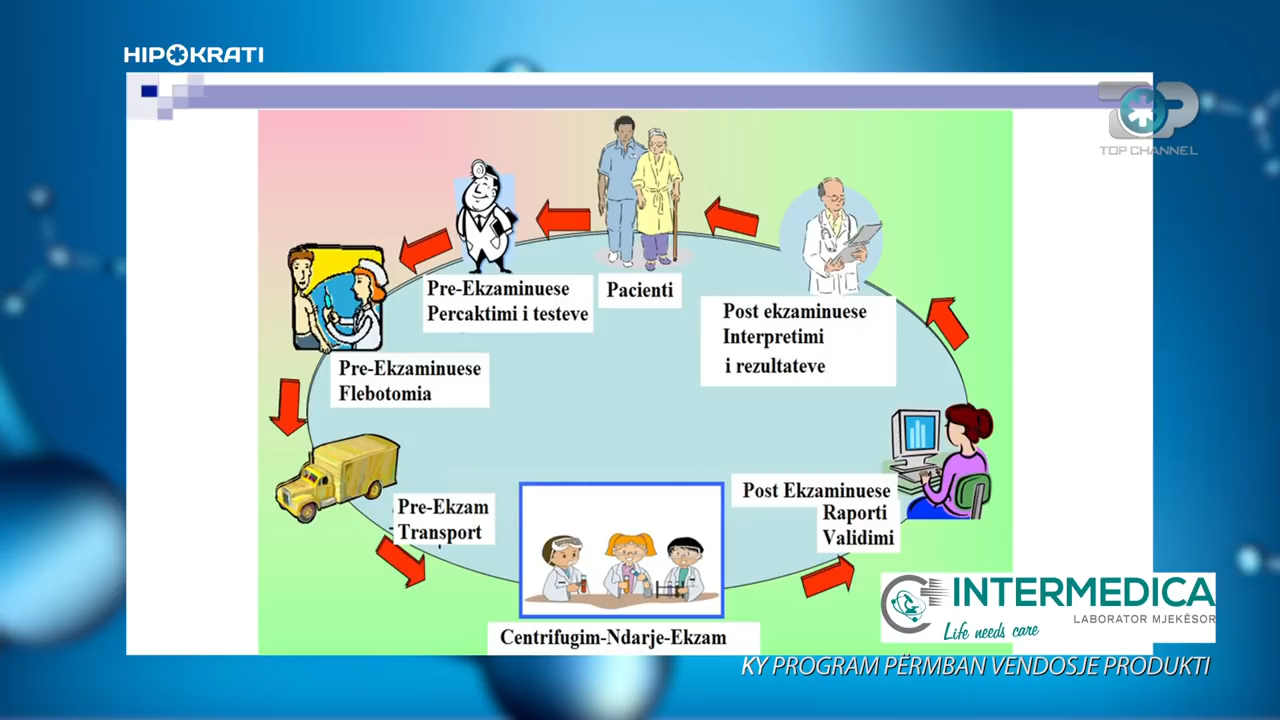 HIPOKRATI
TOP CHANNEL
Pacienti
Pre-Ekzaminuese
Percaktimi i testeve
Pre-Ekzaminuese
Flebotomia
Pre-Ekzam
Transport
Centrifugim-Ndarje-Ekzam
Post Ekzaminuese
Raporti
Validimi
Post ekzaminuese
Interpretimi
i rezultateve
INTERMEDICA
LABORATOR MJEKËSOR
Life needs care
KY PROGRAM PËRMBAN VENDOSJE PRODUKTI